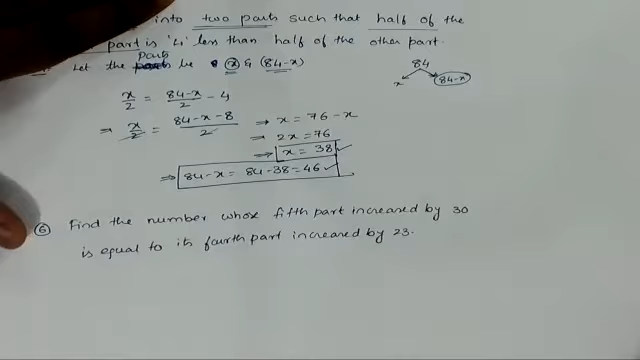 into two parts such that half of the
part is '4' less than half of the other part.
Let the parts be x & (84-x)
84
x (84-x)
x/2 = (84-x)/2 - 4
⇒ x/2 = (84-x-8)/2 ⇒ x = 76-x
⇒ 2x = 76
⇒ x = 38 ✓
⇒ 84-x = 84-38 = 46 ✓
(6) Find the number whose fifth part increased by 30
is equal to its fourth part increased by 23.